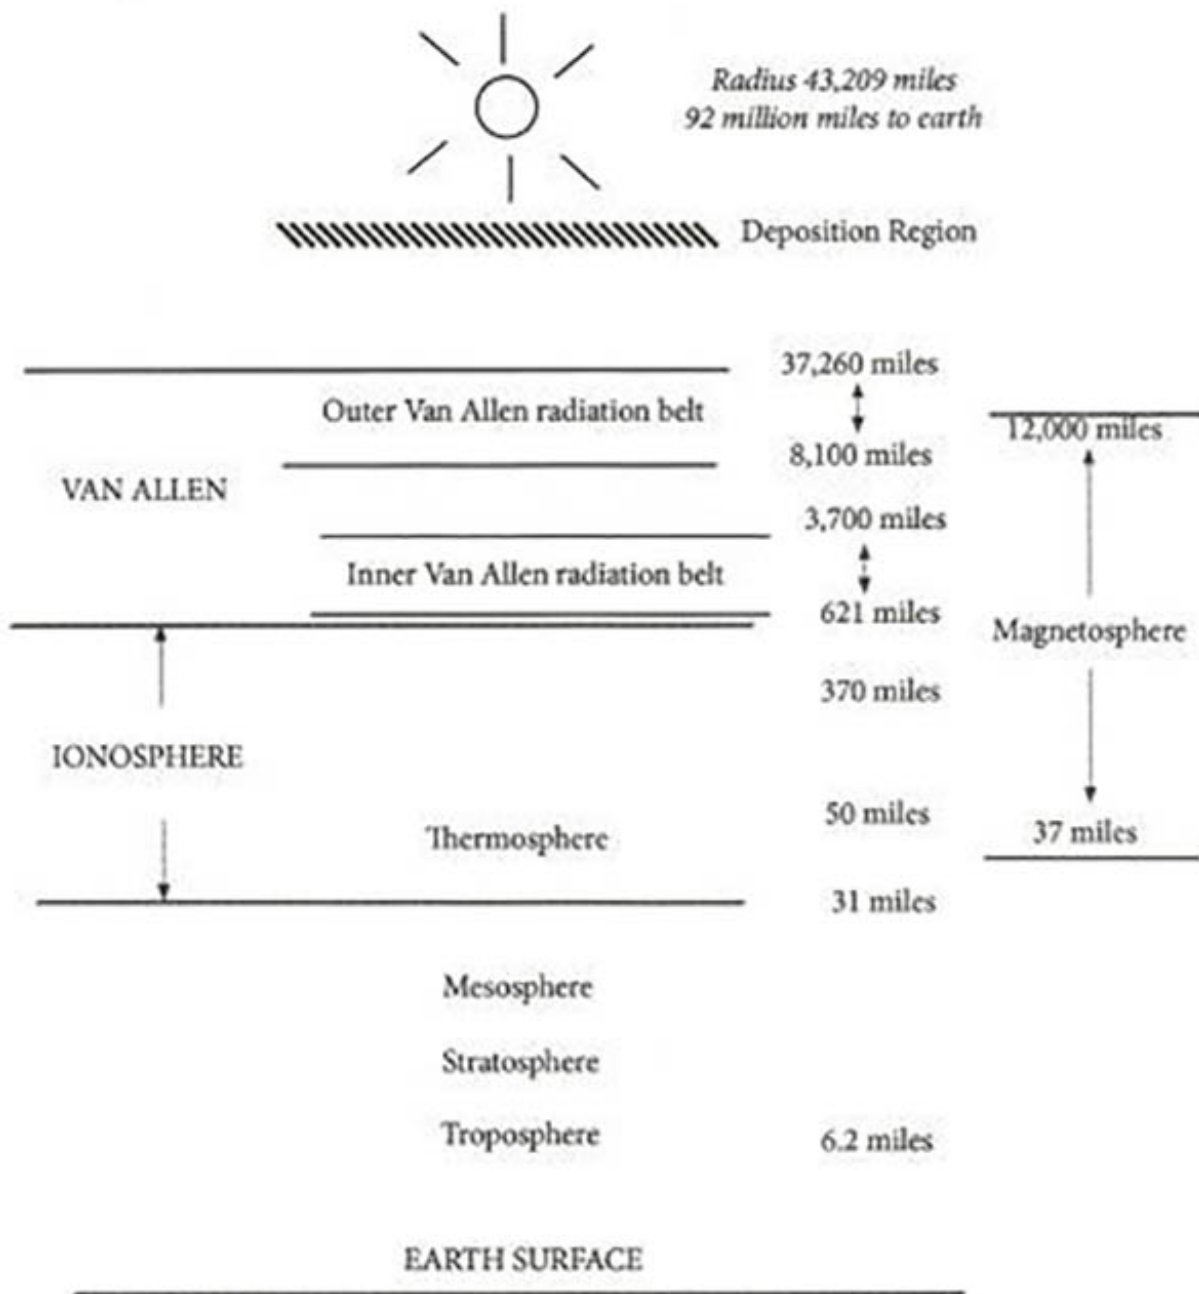 Radius 43,209 miles
92 million miles to earth
Deposition Region
37,260 miles
Outer Van Allen radiation belt
12,000 miles
8,100 miles
VAN ALLEN
3,700 miles
Inner Van Allen radiation belt
621 miles
Magnetosphere
370 miles
IONOSPHERE
50 miles
Thermosphere
37 miles
31 miles
Mesosphere
Stratosphere
Troposphere
6.2 miles
EARTH SURFACE